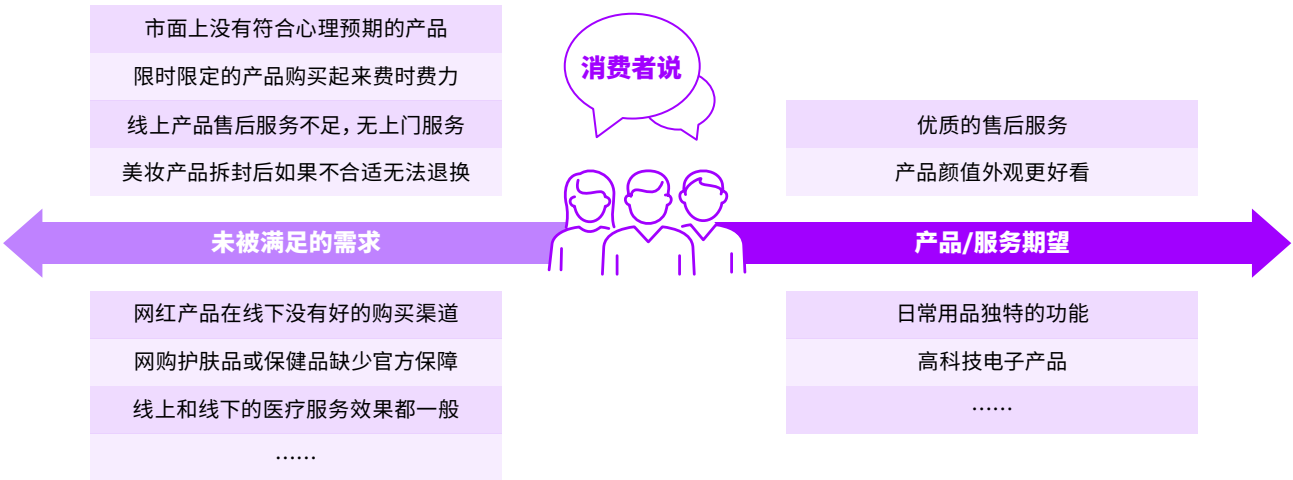 消费者说
市面上没有符合心理预期的产品
限时限定的产品购买起来费时费力
线上产品售后服务不足，无上门服务
美妆产品拆封后如果不合适无法退换
未被满足的需求
网红产品在线下没有好的购买渠道
网购护肤品或保健品缺少官方保障
线上和线下的医疗服务效果都一般
……
优质的售后服务
产品颜值外观更好看
产品/服务期望
日常用品独特的功能
高科技电子产品
……